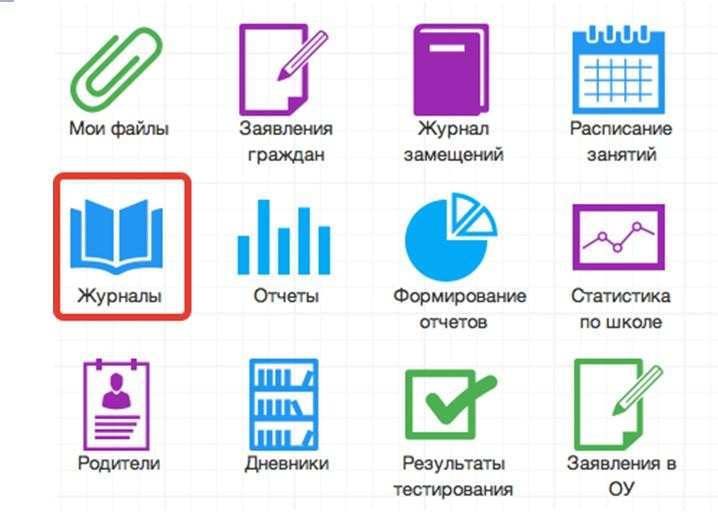 Мои файлы
Заявления
граждан
Журнал
замещений
Расписание
занятий
Журналы
Отчеты
Формирование
отчетов
Статистика
по школе
Родители
Дневники
Результаты
тестирования
Заявления в
ОУ